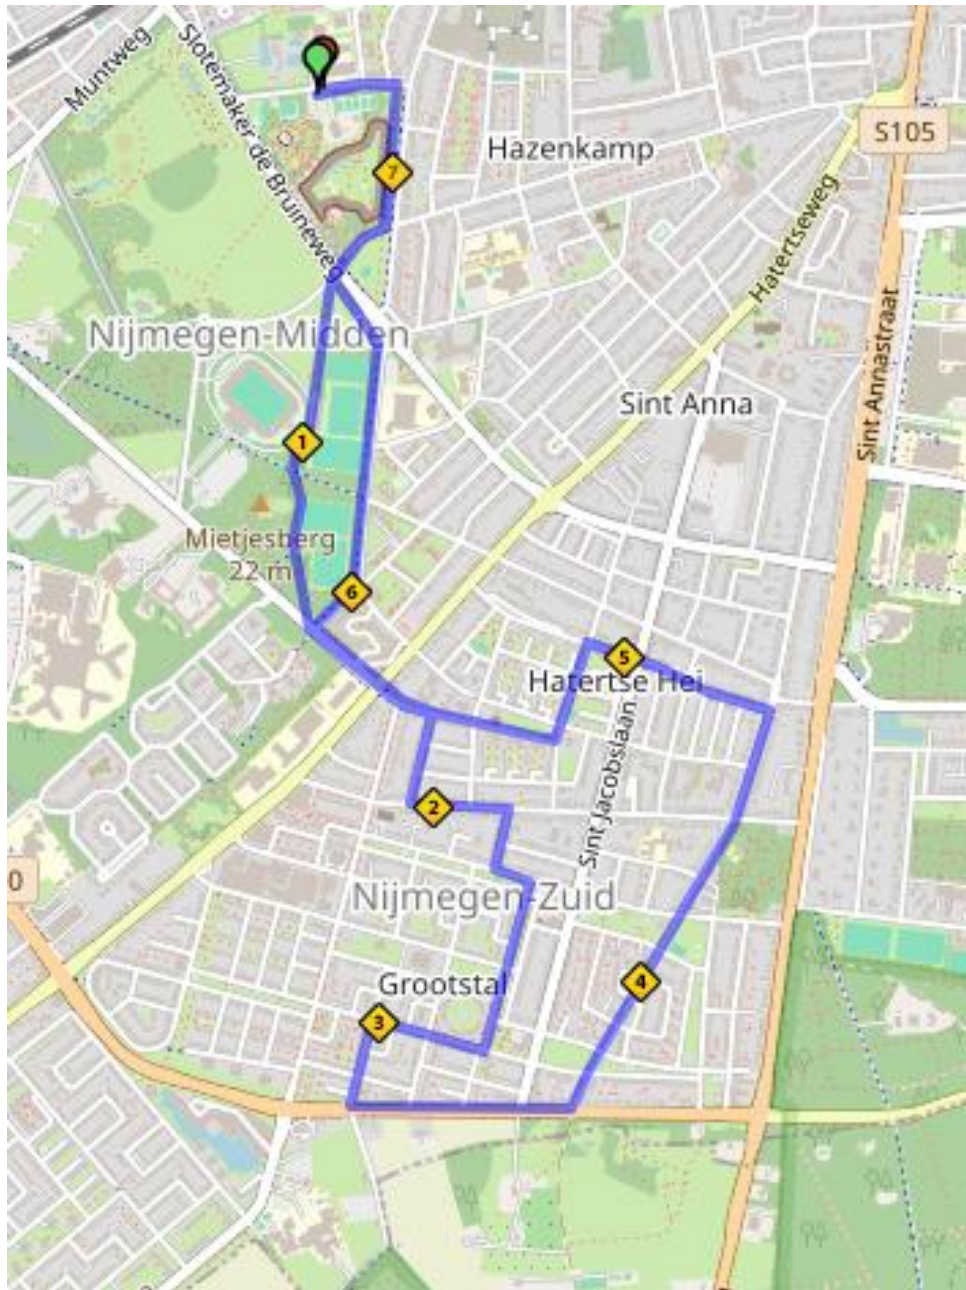 Muntweg
Slotemaker de Bruïneweg
S105
Hazenkamp
7
Hatertseweg
Nijmegen-Midden
Sint Annastraat
Sint Anna
1
Mietjesberg
22 m
6
5
Hatertse Hei
2
Sint Jacobslaan
0
Nijmegen-Zuid
4
Grootstal
3